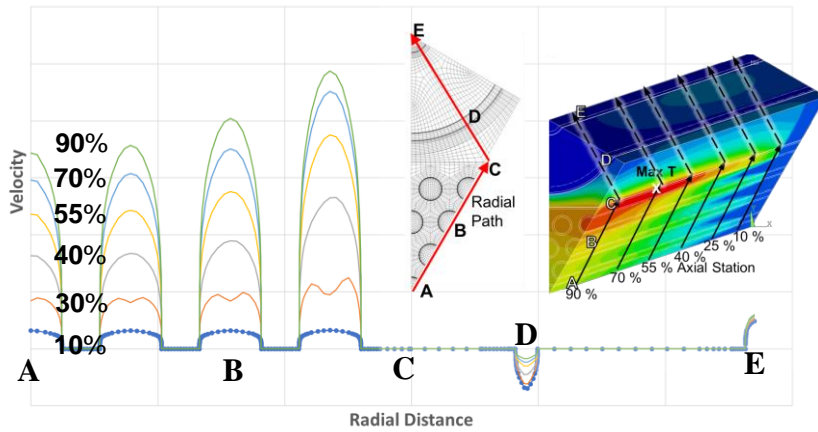 Velocity
90%
70%
55%
40%
30%
10%
A
B
C
D
E
Radial Distance
E
D
C
Radial
Path
B
A
E
D
Max T
X
C
B
A
x
10 %
25 %
40 %
55 % Axial Station
70 %
90 %